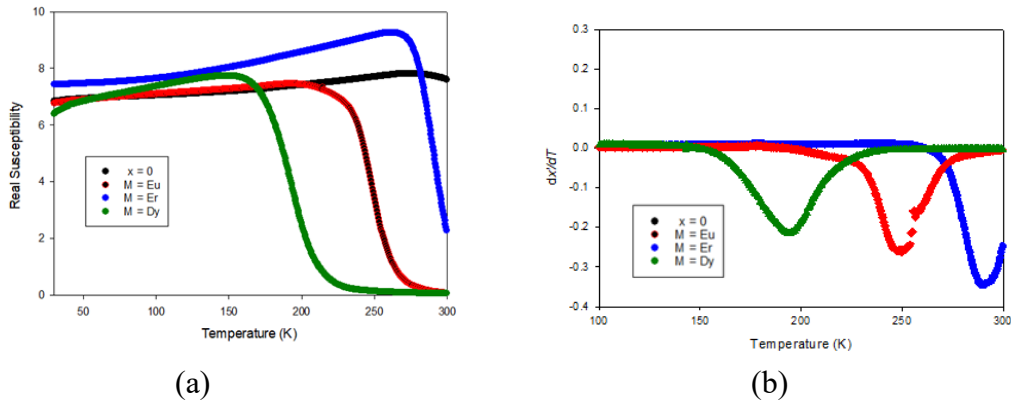 10
8
6
4
2
0
Real Susceptibility
x = 0
M = Eu
M = Er
M = Dy
50
100
150
200
250
300
Temperature (K)
(a)
0.3
0.2
0.1
0.0
-0.1
-0.2
-0.3
-0.4
dx/dT
x = 0
M = Eu
M = Er
M = Dy
100
150
200
250
300
Temperature (K)
(b)